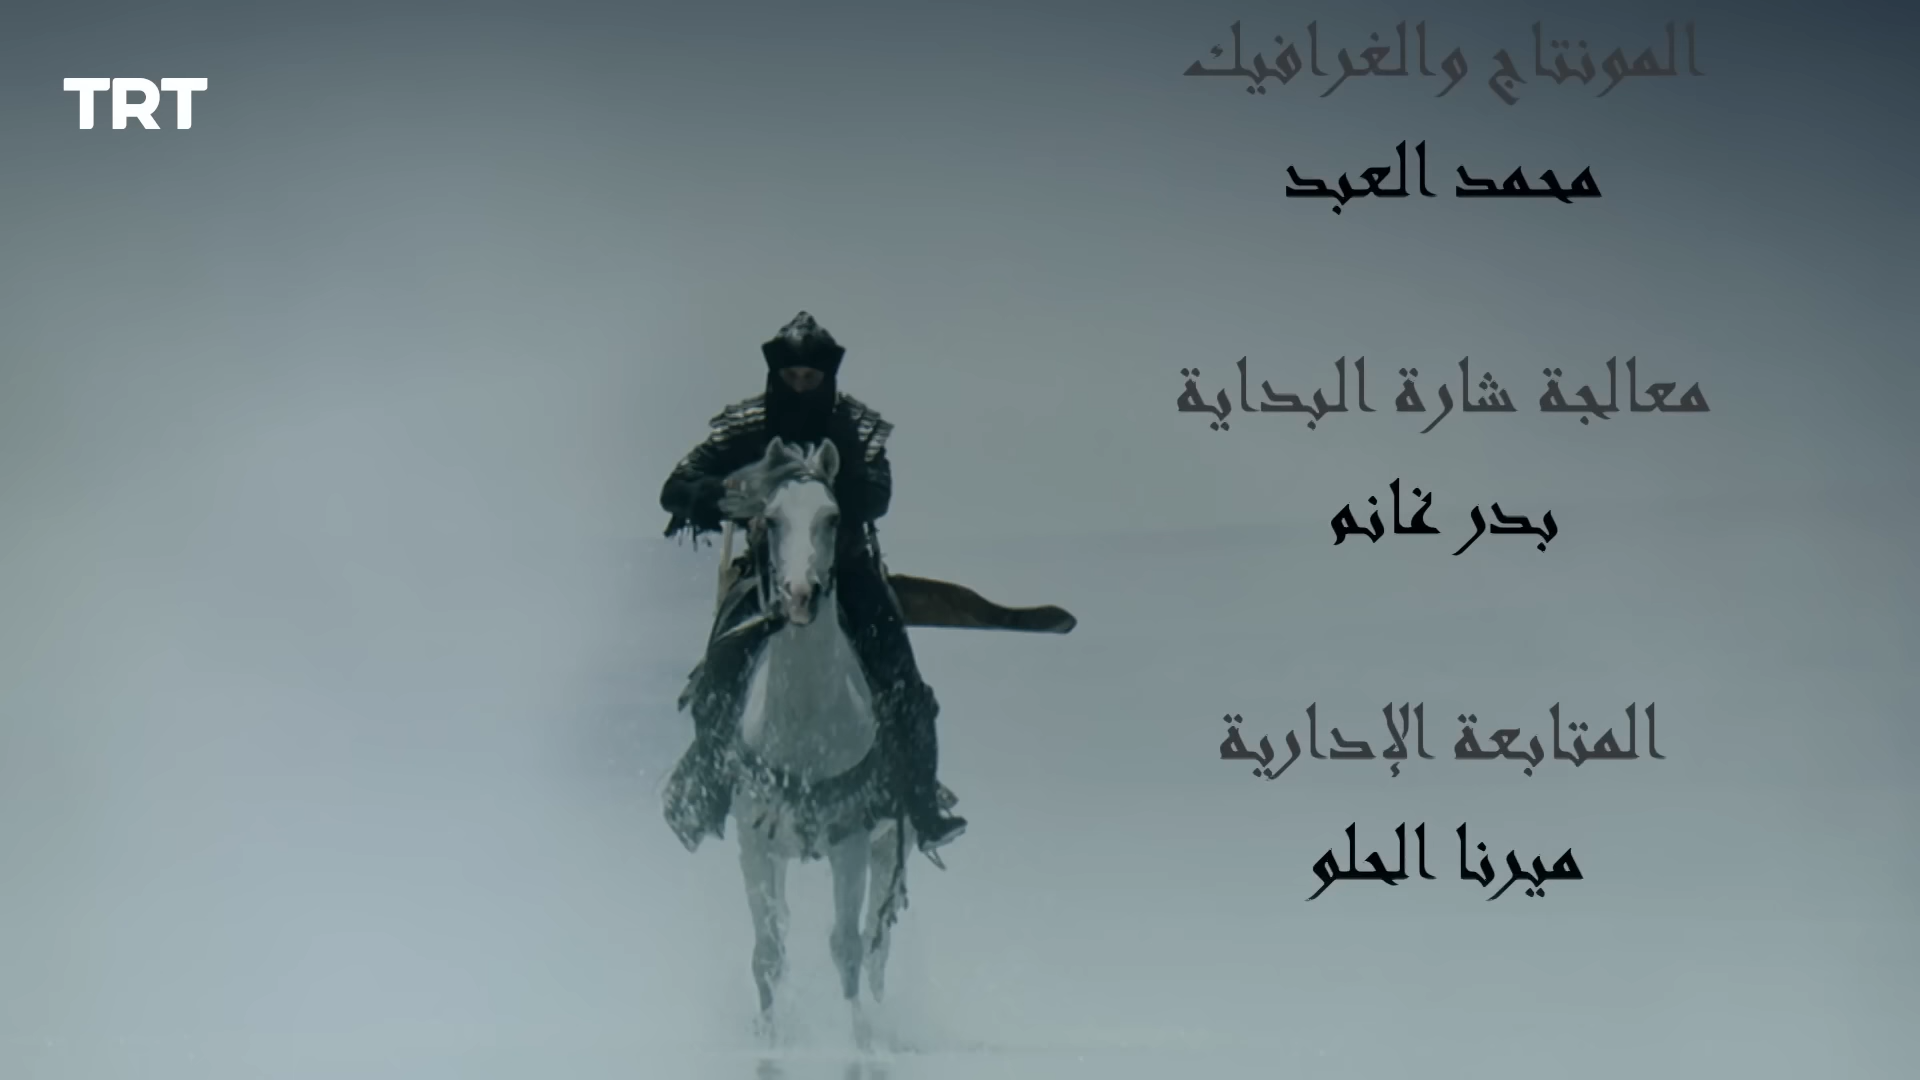 TRT
المونتاج والغرافيك
محمد العبد
معالجة شارة البداية
بدر غانم
المتابعة الإدارية
ميرنا الحلو